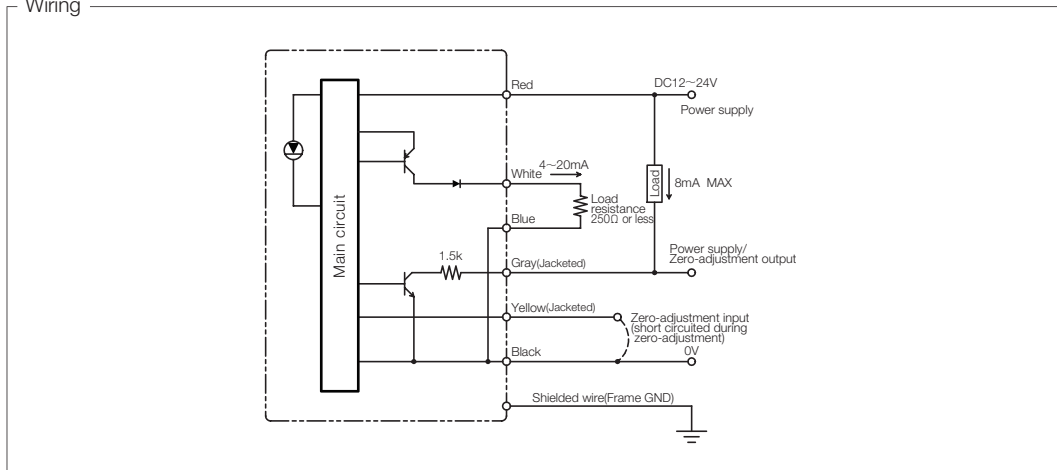 Wiring
Red
DC12～24V
Power supply
4～20mA
White
8mA MAX
Load
Load
resistance
250Ω or less
Blue
Main circuit
1.5k
Gray(Jacketed)
Power supply/
Zero-adjustment output
Yellow(Jacketed)
Zero-adjustment input
(short circuited during
zero-adjustment)
Black
0V
Shielded wire(Frame GND)